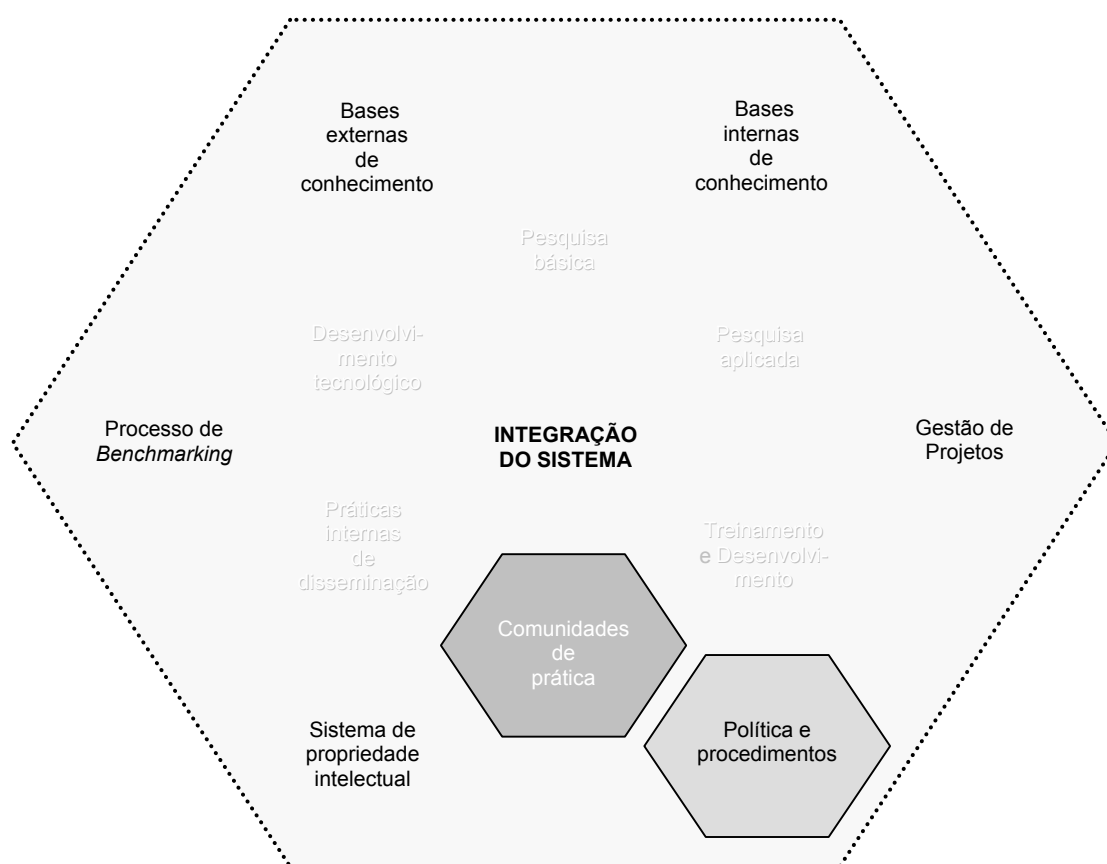 Bases
externas
de
conhecimento
Bases
internas
de
conhecimento
Pesquisa
básica
Desenvolvi-
mento
tecnológico
Pesquisa
aplicada
Processo de
Benchmarking
INTEGRAÇÃO
DO SISTEMA
Gestão de
Projetos
Práticas
internas
de
disseminação
Treinamento
e Desenvolvi-
mento
Comunidades
de
prática
Sistema de
propriedade
intelectual
Política e
procedimentos